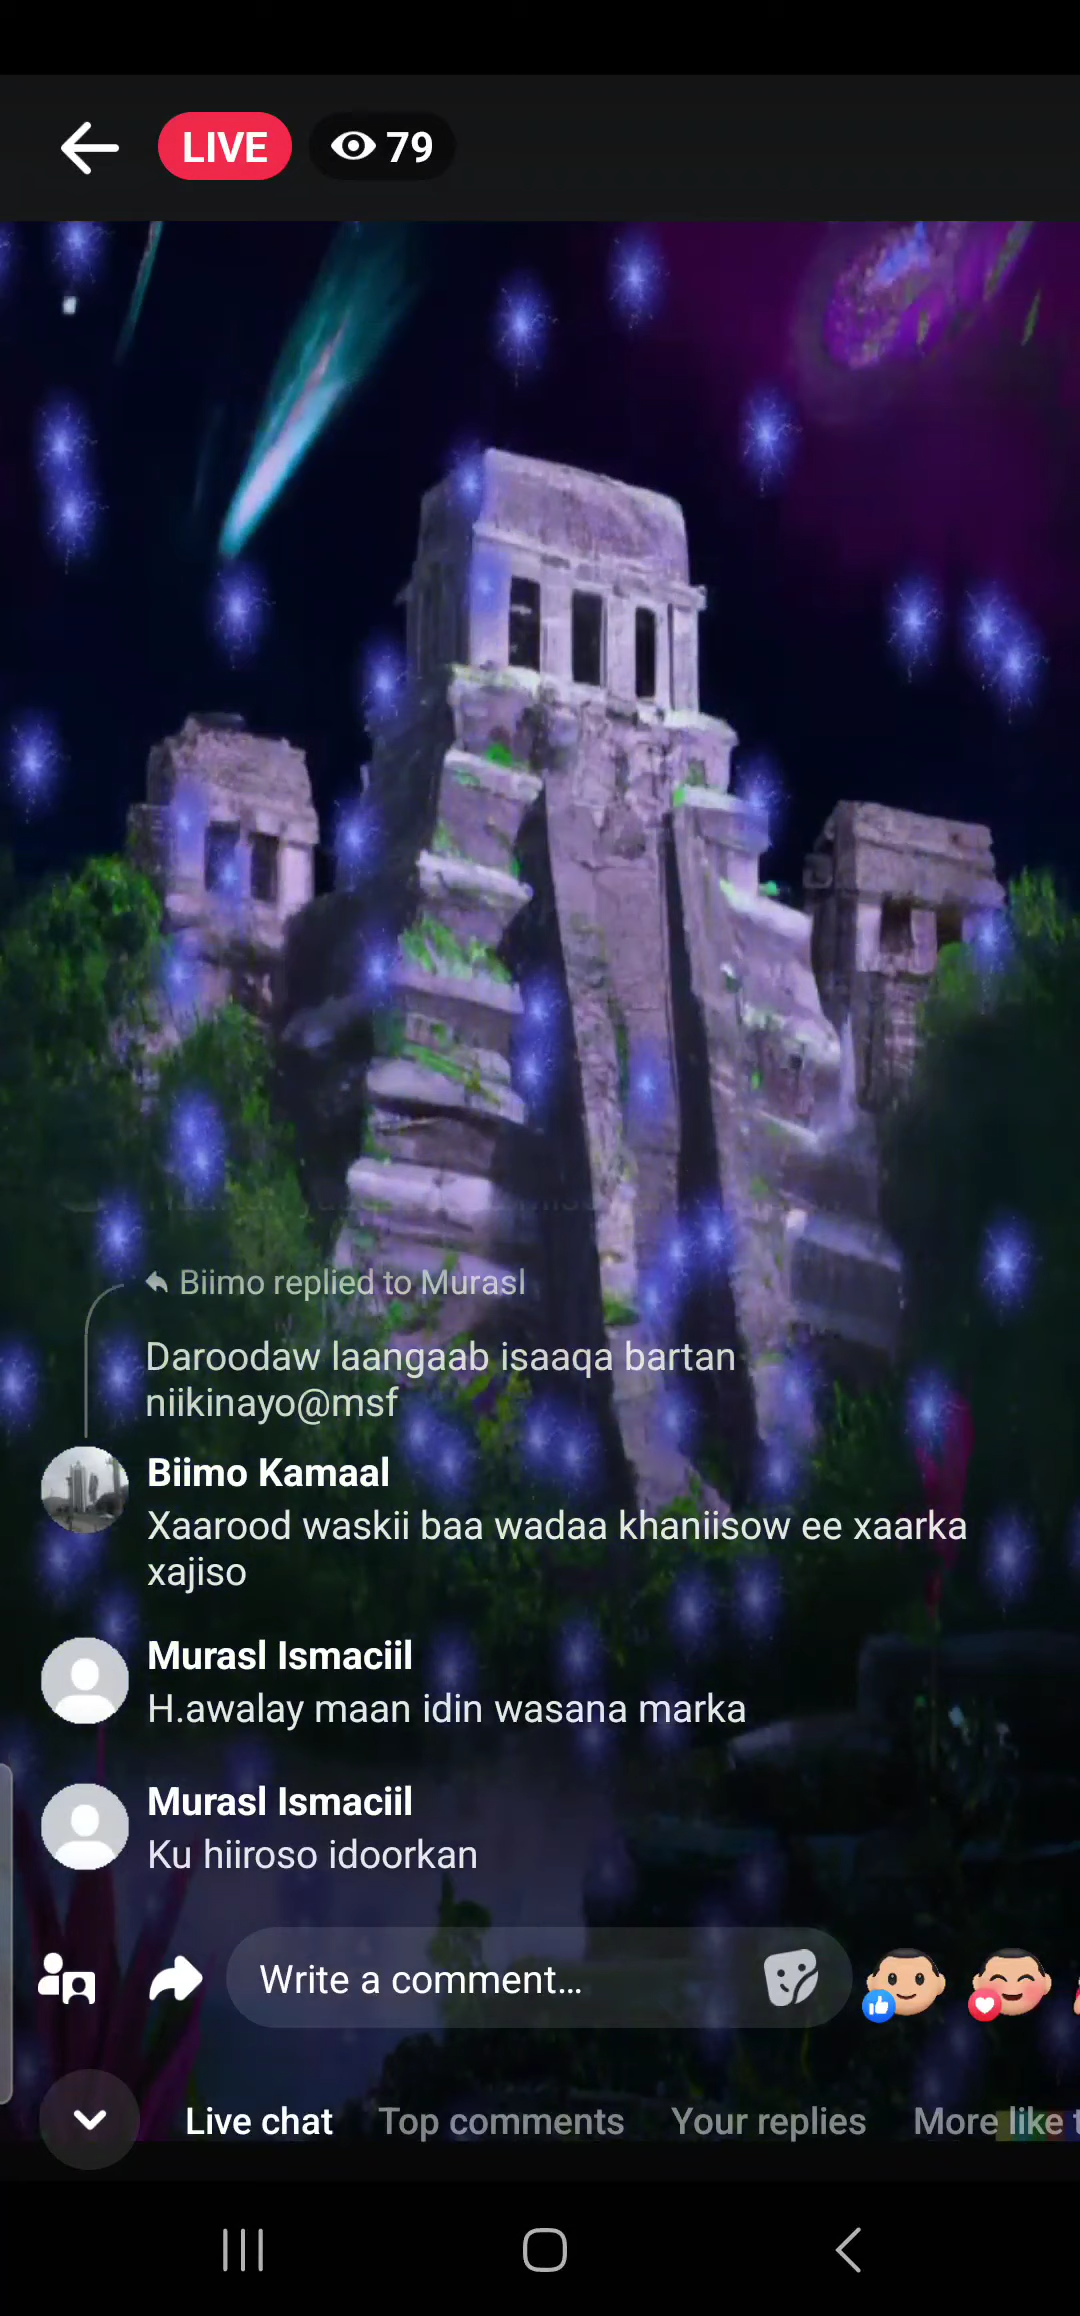 LIVE
79
Biimo replied to Murasl
Daroodaw laangaab isaaqa bartan
niikinayo@msf
Biimo Kamaal
Xaarood waskii baa wadaa khaniisow ee xaarka
xajiso
Murasl Ismaciil
H.awalay maan idin wasana marka
Murasl Ismaciil
Ku hiiroso idoorkan
Write a comment...
Live chat Top comments Your replies More like